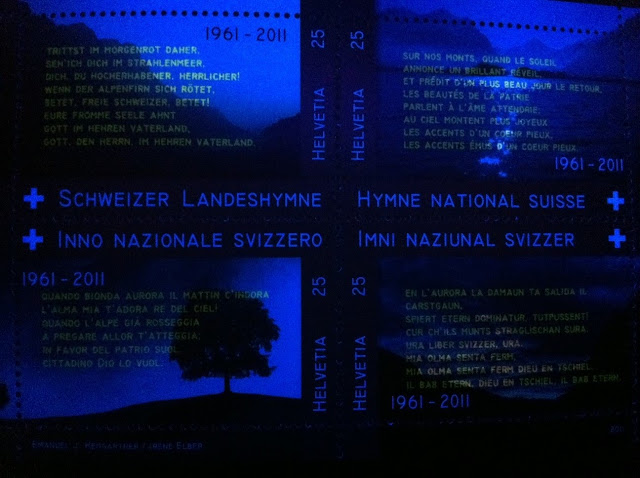 1961 - 2011
TRITTST IM MORGENROT DAHER,
SEH'ICH DICH IM STRAHLENMEER,
DICH, DU HOCHERHABENER, HERRLICHER!
WENN DER ALPENFIRN SICH RÖTET,
BETET, FREIE SCHWEIZER, BETET!
EURE FROMME SEELE AHNT
GOTT IM HEHREN VATERLAND,
GOTT, DEN HERRN, IM HEHREN VATERLAND.
HELVETIA 25
HELVETIA 25
SUR NOS MONTS, QUAND LE SOLEIL
ANNONCE UN BRILLANT RÉVEIL,
ET PRÉDIT D'UN PLUS BEAU JOUR LE RETOUR,
LES BEAUTÉS DE LA PATRIE
PARLENT À L'ÂME ATTENDRIE;
AU CIEL MONTENT PLUS JOYEUX
LES ACCENTS D'UN COEUR PIEUX,
LES ACCENTS ÉMUS D'UN COEUR PIEUX.
1961 - 2011
SCHWEIZER LANDESHYMNE
HYMNE NATIONAL SUISSE
INNO NAZIONALE SVIZZERO
IMNI NAZIUNAL SVIZZER
1961 - 2011
QUANDO BIONDA AURORA IL MATTIN C'INDORA
L'ALMA MIA T'ADORA RE DEL CIEL!
QUANDO L'ALPE GIÀ ROSSEGGIA
A PREGARE ALLOR T'ATTEGGIA;
IN FAVOR DEL PATRIO SUOL,
CITTADINO DIO LO VUOL.
HELVETIA 25
HELVETIA 25
EN L'AURORA LA DAMAUN TA SALIDA IL
CARSTGAUN,
SPIERT ETERN DOMINATUR, TUTPUSSENT!
CUR CH'ILS MUNTS STRAGLISCHAN SURA,
URA LIBER SVIZZER, URA.
MIA OLMA SENTA FERM,
MIA OLMA SENTA FERM DIEU EN TSCHIEL,
IL BAB ETERN, DIEU EN TSCHIEL, IL BAB ETERN.
1961 - 2011